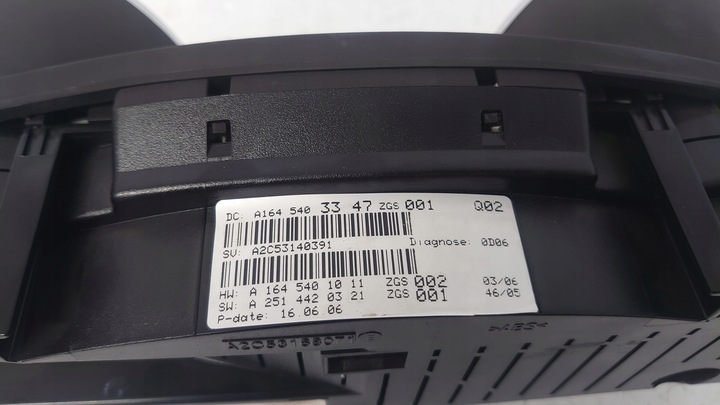 DC: A164 540 33 47 ZGS 001 Q02
SV: A2C53140391 Diagnose: 0D06
HW: A 164 540 10 11 ZGS 002 03/06
SW: A 251 442 03 21 ZGS 001 46/05
P-date: 16.06.06
>ABS<